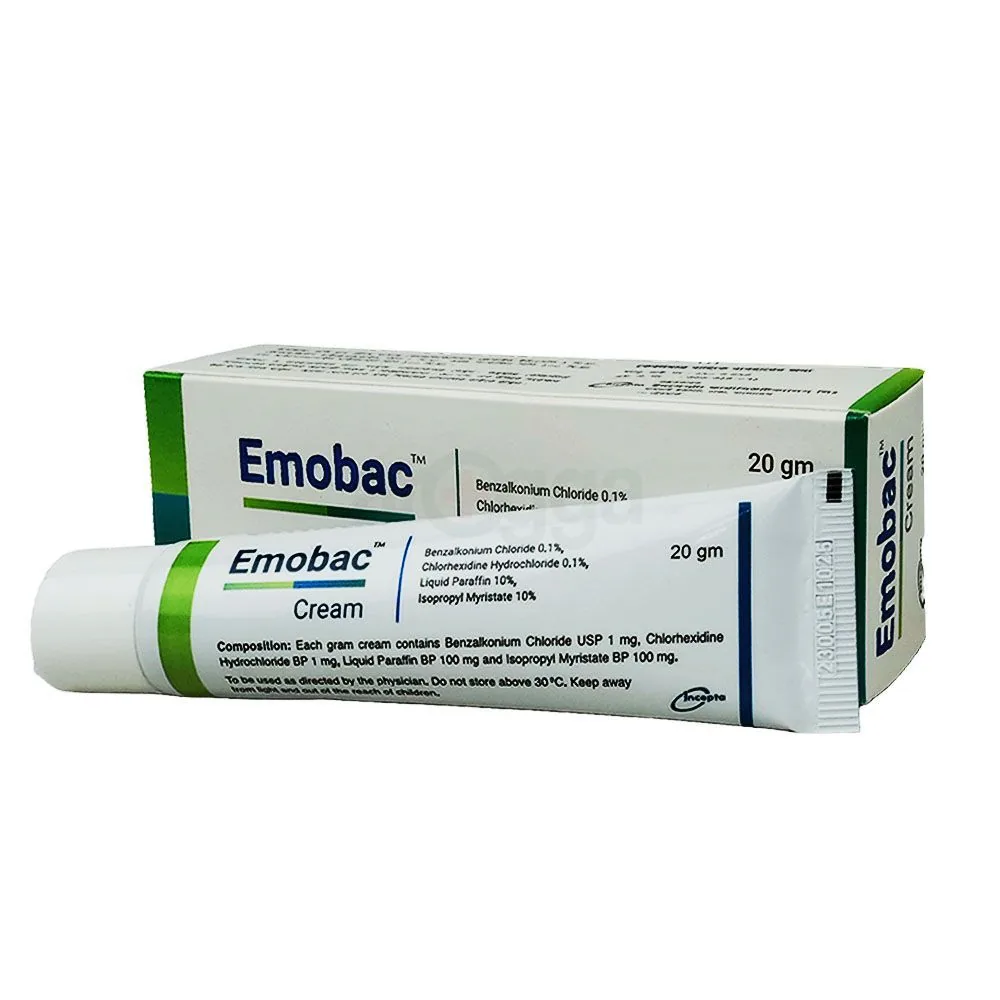 Emobac™
Benzalkonium Chloride 0.1%
Chlorhexidine
20 gm
Emobac™
Cream
Emobac™
Cream
Benzalkonium Chloride 0.1%,
Chlorhexidine Hydrochloride 0.1%,
Liquid Paraffin 10%,
Isopropyl Myristate 10%
20 gm
Composition: Each gram cream contains Benzalkonium Chloride USP 1 mg, Chlorhexidine
Hydrochloride BP 1 mg, Liquid Paraffin BP 100 mg and Isopropyl Myristate BP 100 mg.
To be used as directed by the physician. Do not store above 30°C. Keep away
from light and out of the reach of children.
Incepta
23005E1025